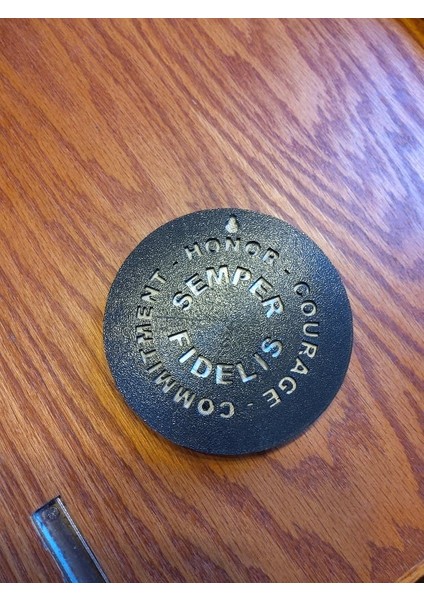 HONOR - COURAGE - COMMITMENT -
SEMPER
FIDELIS